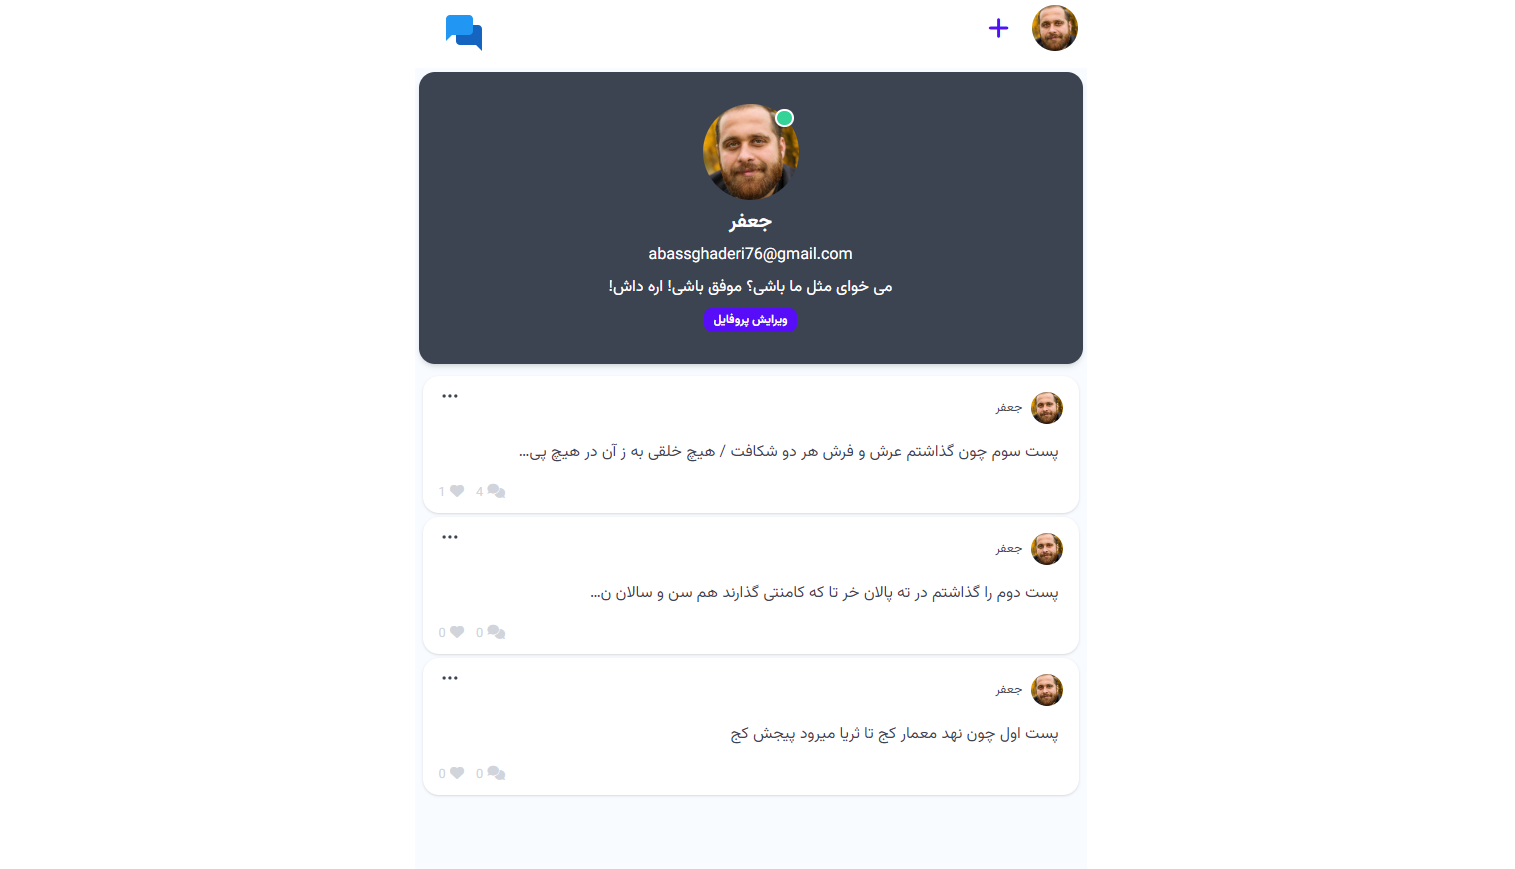 جعفر
abassghaderi76@gmail.com
می خوای مثل ما باشی؟ موفق باشی! اره داش!
ویرایش پروفایل
جعفر
پست سوم چون گذاشتم عرش و فرش هر دو شکافت / هیچ خلقی به ز آن در هیچ پی...
4 1
جعفر
پست دوم را گذاشتم در ته پالان خر تا که کامنتی گذارند هم سن و سالان ن...
0 0
جعفر
پست اول چون نهد معمار کج تا ثریا میرود پیجش کج
0 0